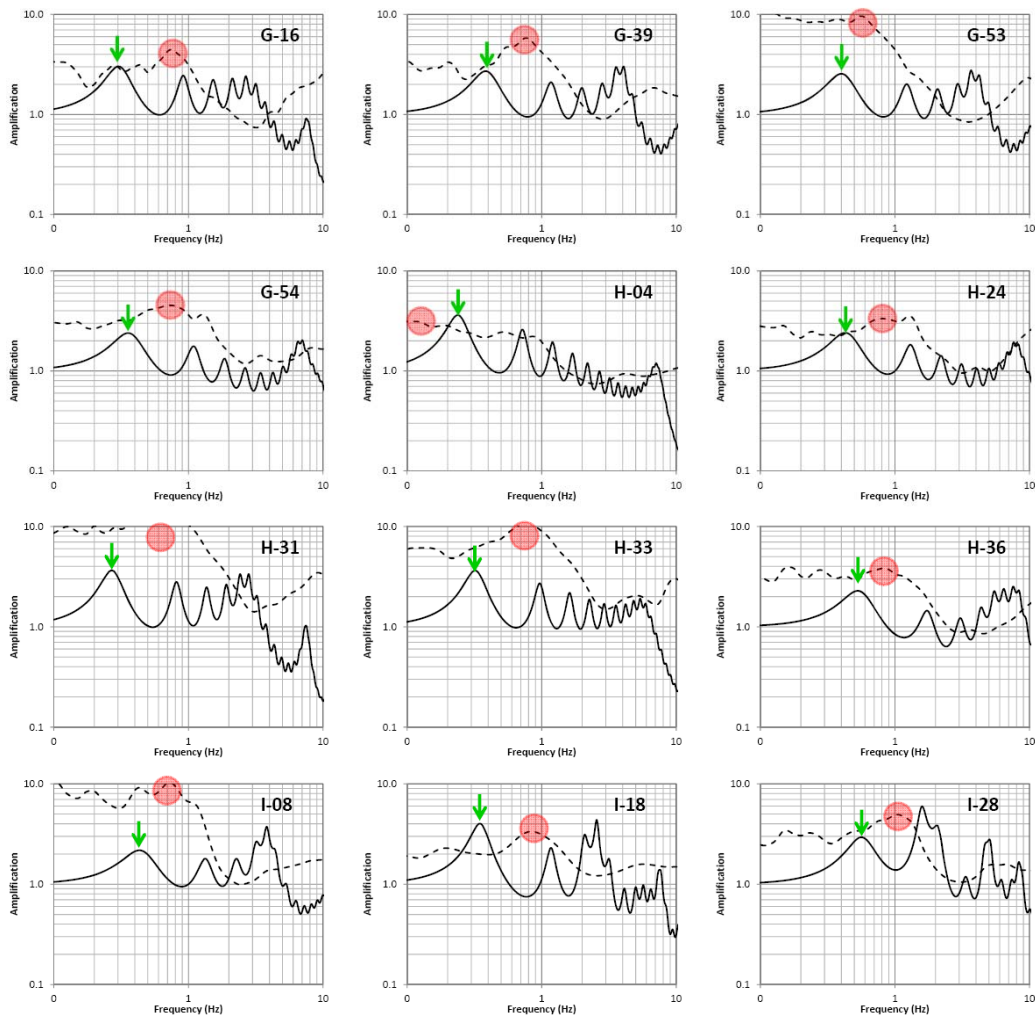 10.0
G-16
1.0
0.1
Amplification
0
1
10
Frequency (Hz)
10.0
G-39
1.0
0.1
Amplification
0
1
10
Frequency (Hz)
10.0
G-53
1.0
0.1
Amplification
0
1
10
Frequency (Hz)
10.0
G-54
1.0
0.1
Amplification
0
1
10
Frequency (Hz)
10.0
H-04
1.0
0.1
Amplification
0
1
10
Frequency (Hz)
10.0
H-24
1.0
0.1
Amplification
0
1
10
Frequency (Hz)
10.0
H-31
1.0
0.1
Amplification
0
1
10
Frequency (Hz)
10.0
H-33
1.0
0.1
Amplification
0
1
10
Frequency (Hz)
10.0
H-36
1.0
0.1
Amplification
0
1
10
Frequency (Hz)
10.0
I-08
1.0
0.1
Amplification
0
1
10
Frequency (Hz)
10.0
I-18
1.0
0.1
Amplification
0
1
10
Frequency (Hz)
10.0
I-28
1.0
0.1
Amplification
0
1
10
Frequency (Hz)